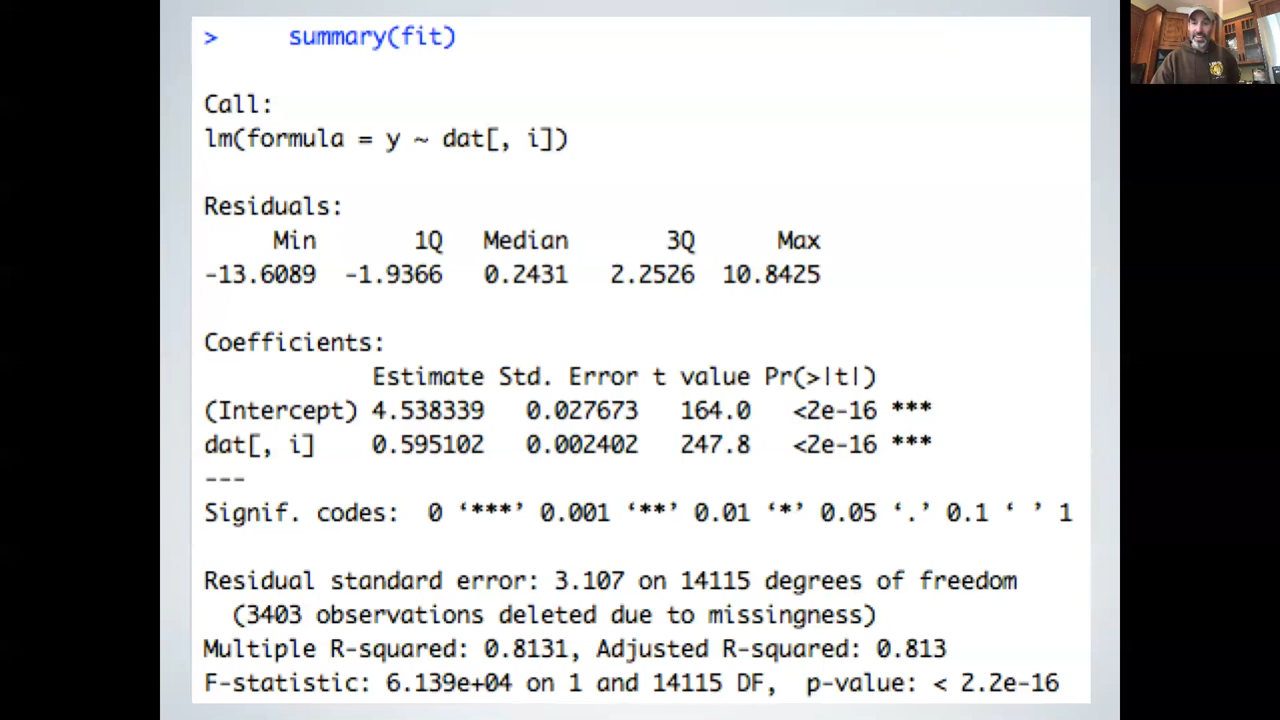 > summary(fit)
Call:
lm(formula = y ~ dat[, i])
Residuals:
Min 1Q Median 3Q Max
-13.6089 -1.9366 0.2431 2.2526 10.8425
Coefficients:
Estimate Std. Error t value Pr(>|t|)
(Intercept) 4.538339 0.027673 164.0 <2e-16 ***
dat[, i] 0.595102 0.002402 247.8 <2e-16 ***
---
Signif. codes: 0 ‘***’ 0.001 ‘**’ 0.01 ‘*’ 0.05 ‘.’ 0.1 ‘ ’ 1
Residual standard error: 3.107 on 14115 degrees of freedom
(3403 observations deleted due to missingness)
Multiple R-squared: 0.8131, Adjusted R-squared: 0.813
F-statistic: 6.139e+04 on 1 and 14115 DF, p-value: < 2.2e-16